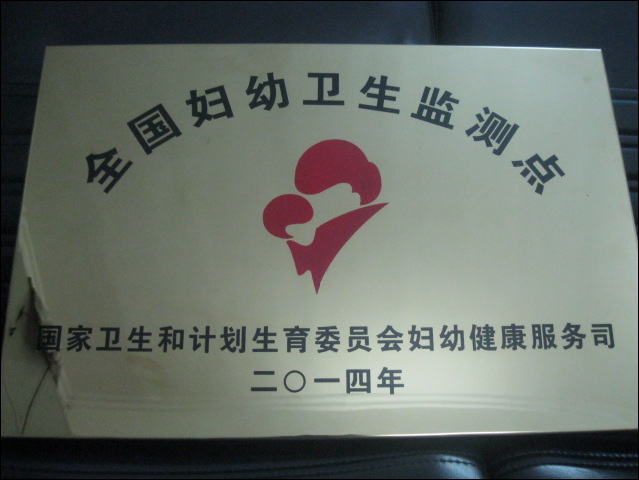 全国妇幼卫生监测点
国家卫生和计划生育委员会妇幼健康服务司
二〇一四年